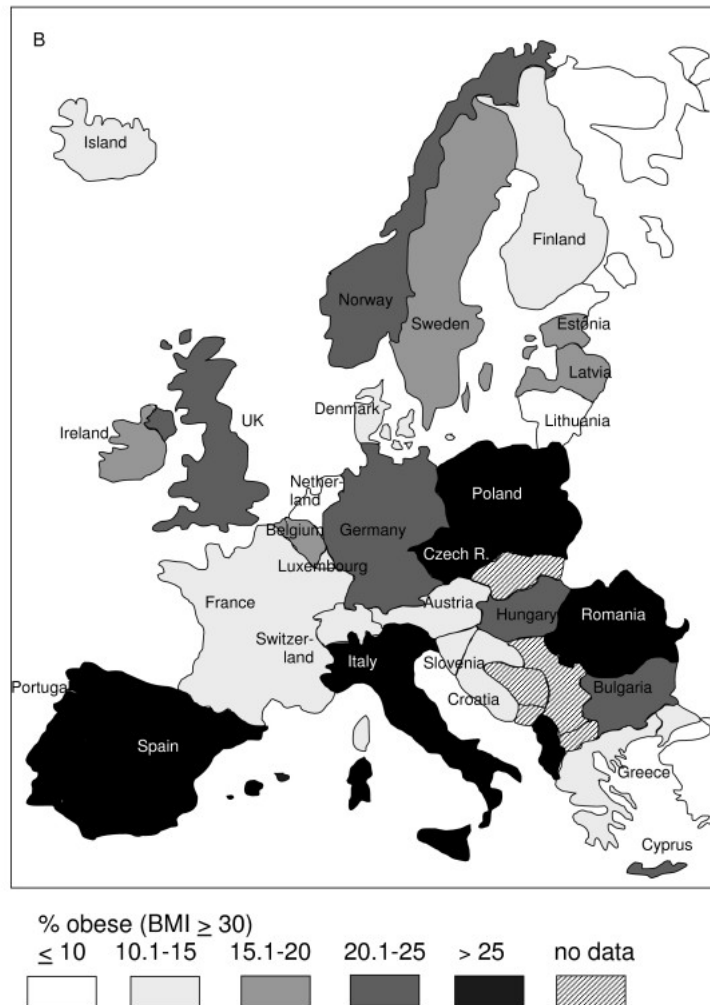 B
Island
Finland
Norway
Sweden
Estonia
Latvia
Denmark
Lithuania
UK
Ireland
Nether-
land
Poland
Belgium
Germany
Czech R.
Luxembourg
France
Austria
Hungary
Romania
Switzer-
land
Italy
Slovenia
Portugal
Croatia
Bulgaria
Spain
Greece
Cyprus
% obese (BMI ≥ 30)
≤ 10 10.1-15 15.1-20 20.1-25 > 25 no data